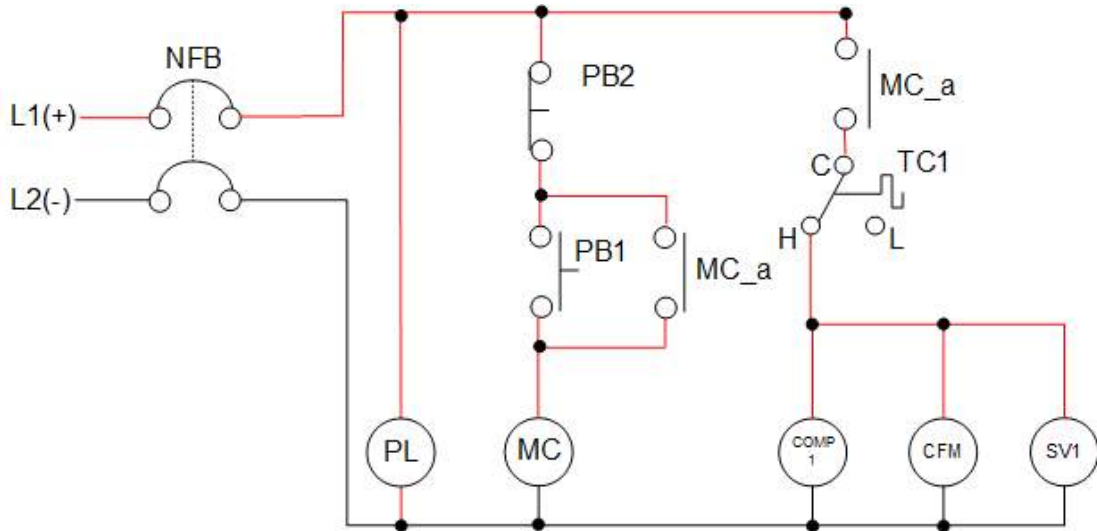 NFB
L1(+)
L2(-)
PB2
MC_a
C
TC1
H
L
PB1
MC_a
PL
MC
COMP
1
CFM
SV1